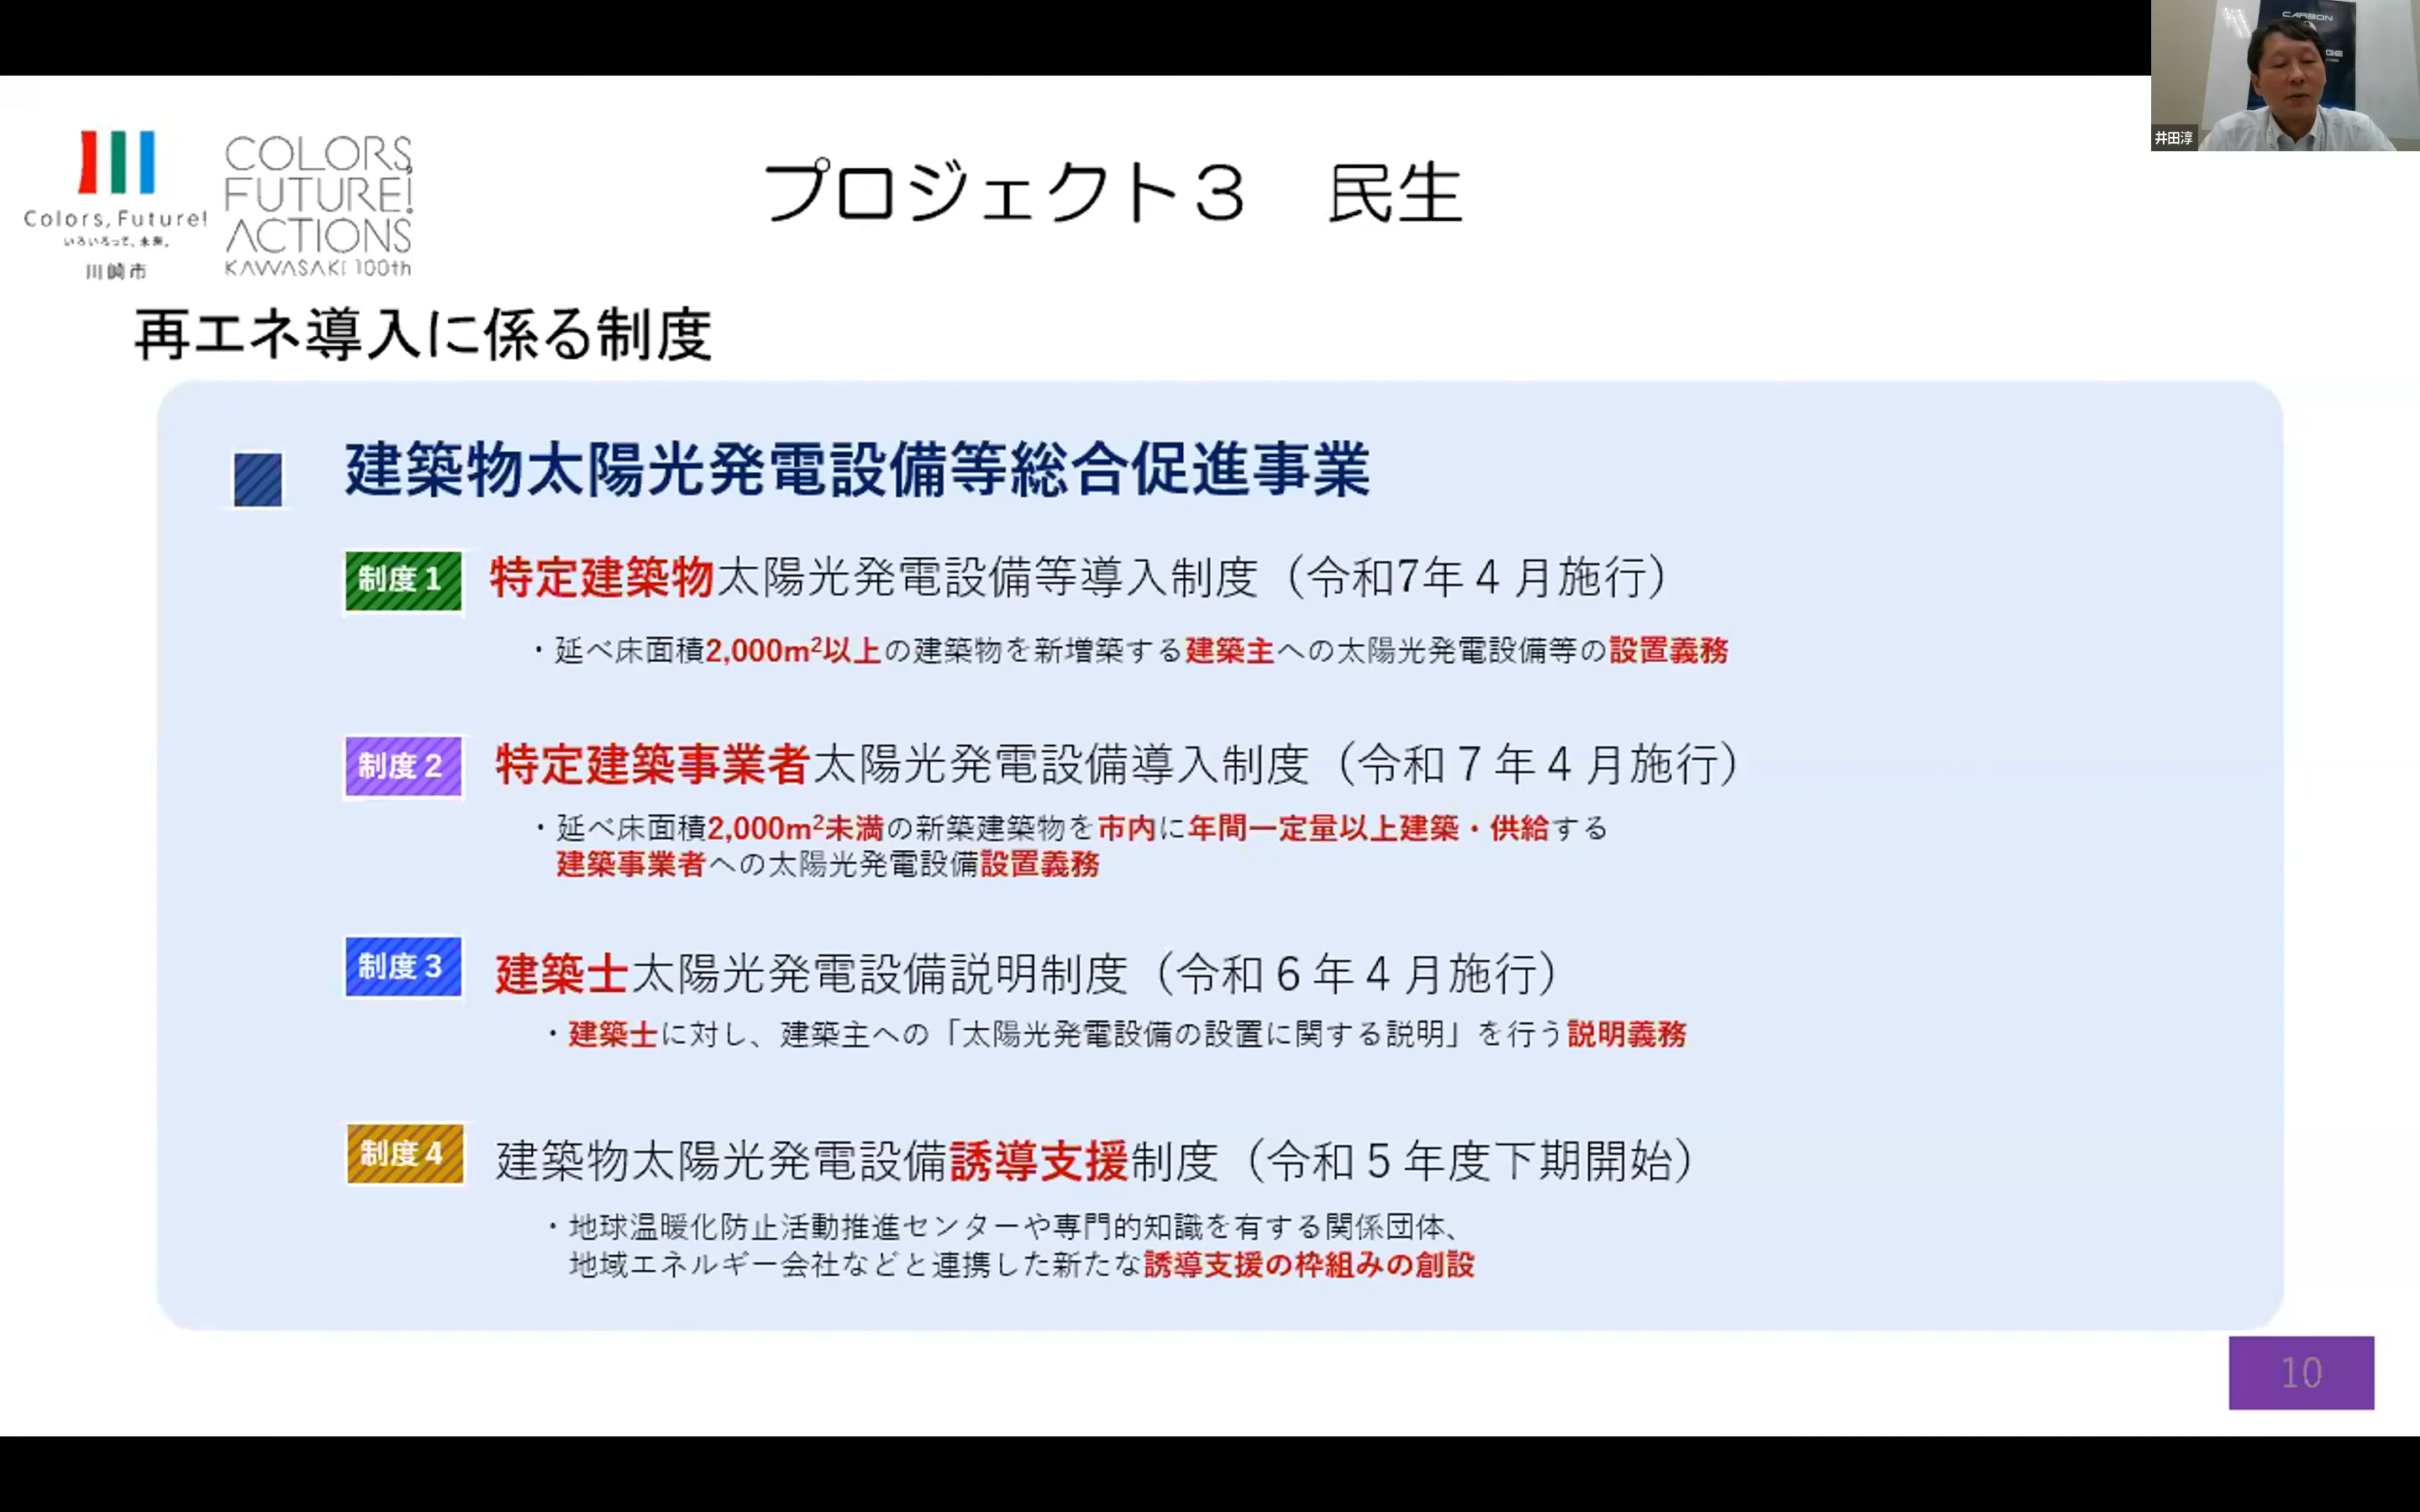 CARBON
GE
井田淳
Colors, Future!
いろいろって、未来。
川崎市
COLORS,
FUTURE!
ACTIONS
KAWASAKI 100th
プロジェクト３　民生
再エネ導入に係る制度
建築物太陽光発電設備等総合促進事業
制度１ 特定建築物太陽光発電設備等導入制度（令和7年４月施行）
・延べ床面積2,000m²以上の建築物を新増築する建築主への太陽光発電設備等の設置義務
制度２ 特定建築事業者太陽光発電設備導入制度（令和７年４月施行）
・延べ床面積2,000m²未満の新築建築物を市内に年間一定量以上建築・供給する
建築事業者への太陽光発電設備設置義務
制度３ 建築士太陽光発電設備説明制度（令和６年４月施行）
・建築士に対し、建築主への「太陽光発電設備の設置に関する説明」を行う説明義務
制度４ 建築物太陽光発電設備誘導支援制度（令和５年度下期開始）
・地球温暖化防止活動推進センターや専門的知識を有する関係団体、
地域エネルギー会社などと連携した新たな誘導支援の枠組みの創設
10